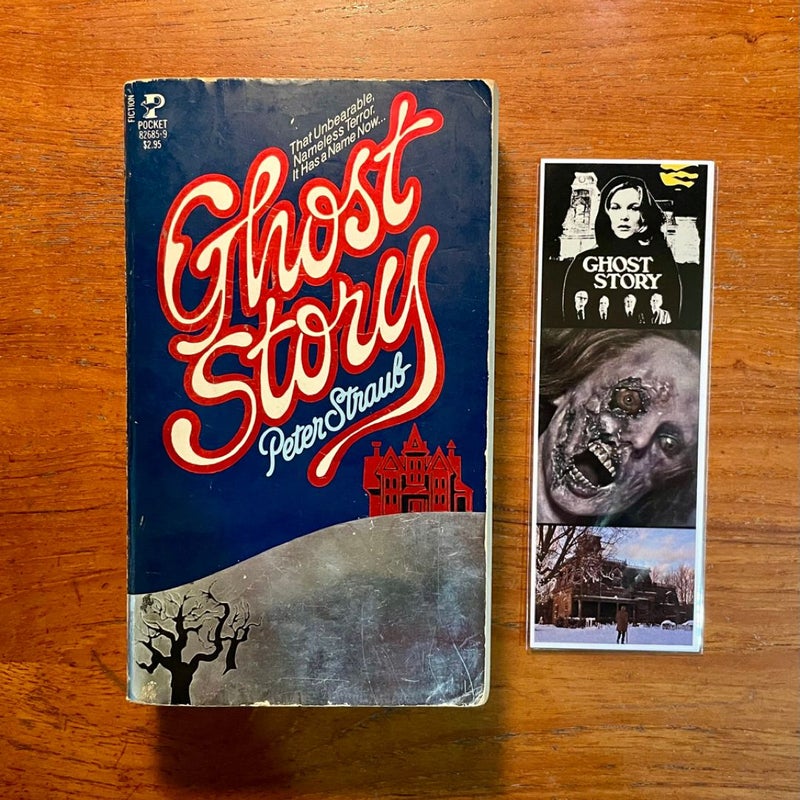 FICTION
POCKET
82685-9
$2.95
That Unbearable,
Nameless Terror.
It Has a Name Now...
Ghost
Story
Peter Straub
GHOST
STORY